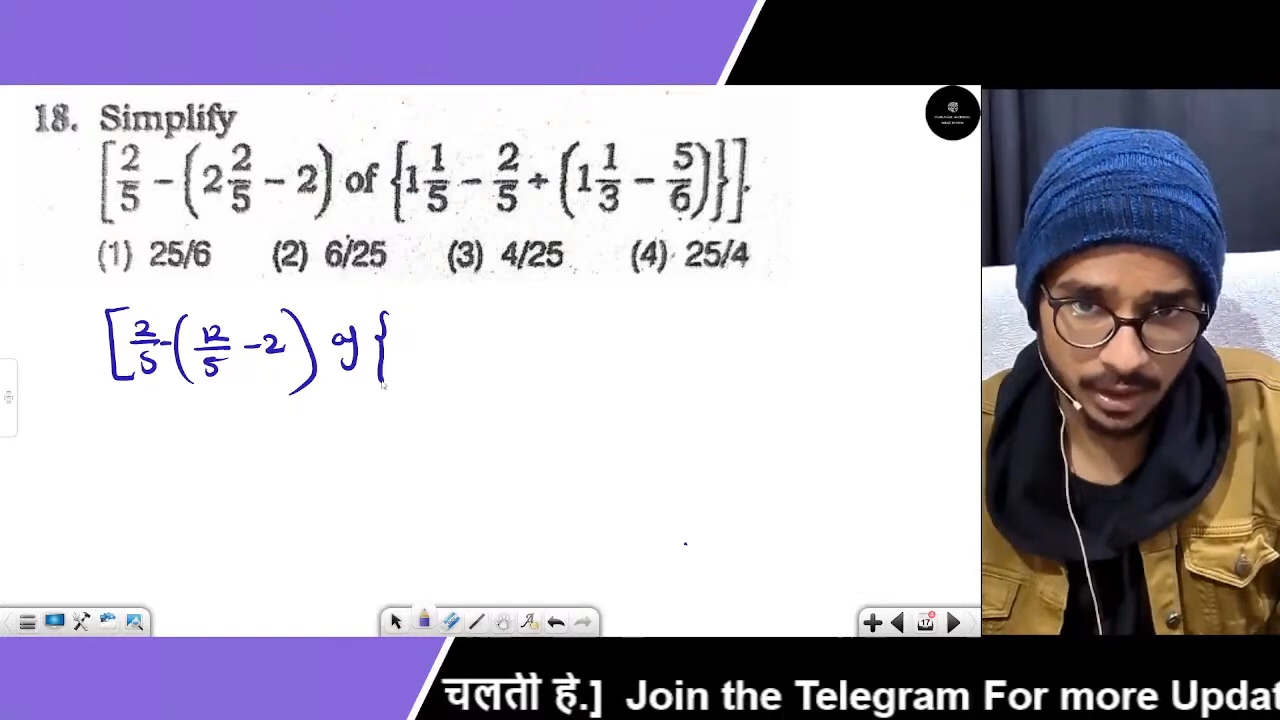 18. Simplify
[2/5 − (2 2/5 − 2) of {1 1/5 − 2/5 ÷ (1 1/3 − 5/6)}].
(1) 25/6 (2) 6/25 (3) 4/25 (4) 25/4
[2/5 - (12/5 - 2) of {
17
चलती हे.] Join the Telegram For more Updat